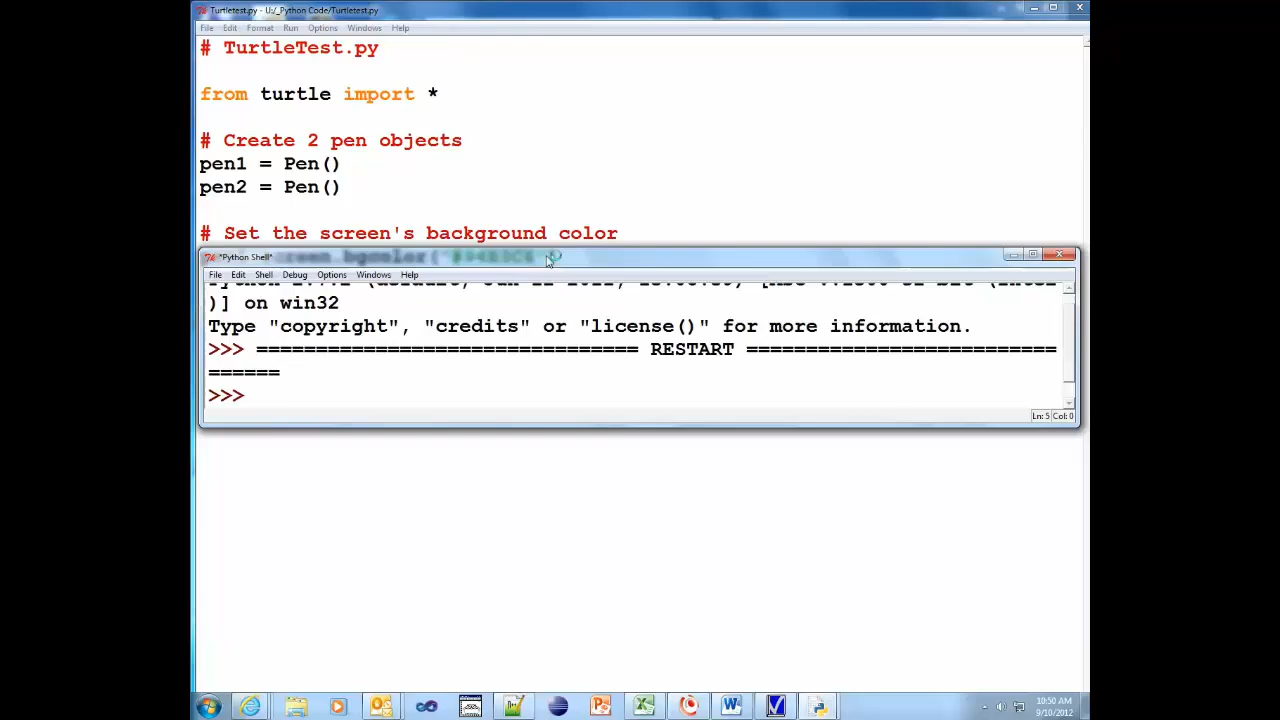 Turtletest.py - U:/_Python Code/Turtletest.py
File Edit Format Run Options Windows Help
# TurtleTest.py
from turtle import *
# Create 2 pen objects
pen1 = Pen()
pen2 = Pen()
# Set the screen's background color
*Python Shell*
File Edit Shell Debug Options Windows Help
)] on win32
Type "copyright", "credits" or "license()" for more information.
>>> ================================ RESTART ==========================
======
>>>
Ln: 5 Col: 0
10:50 AM
9/10/2012